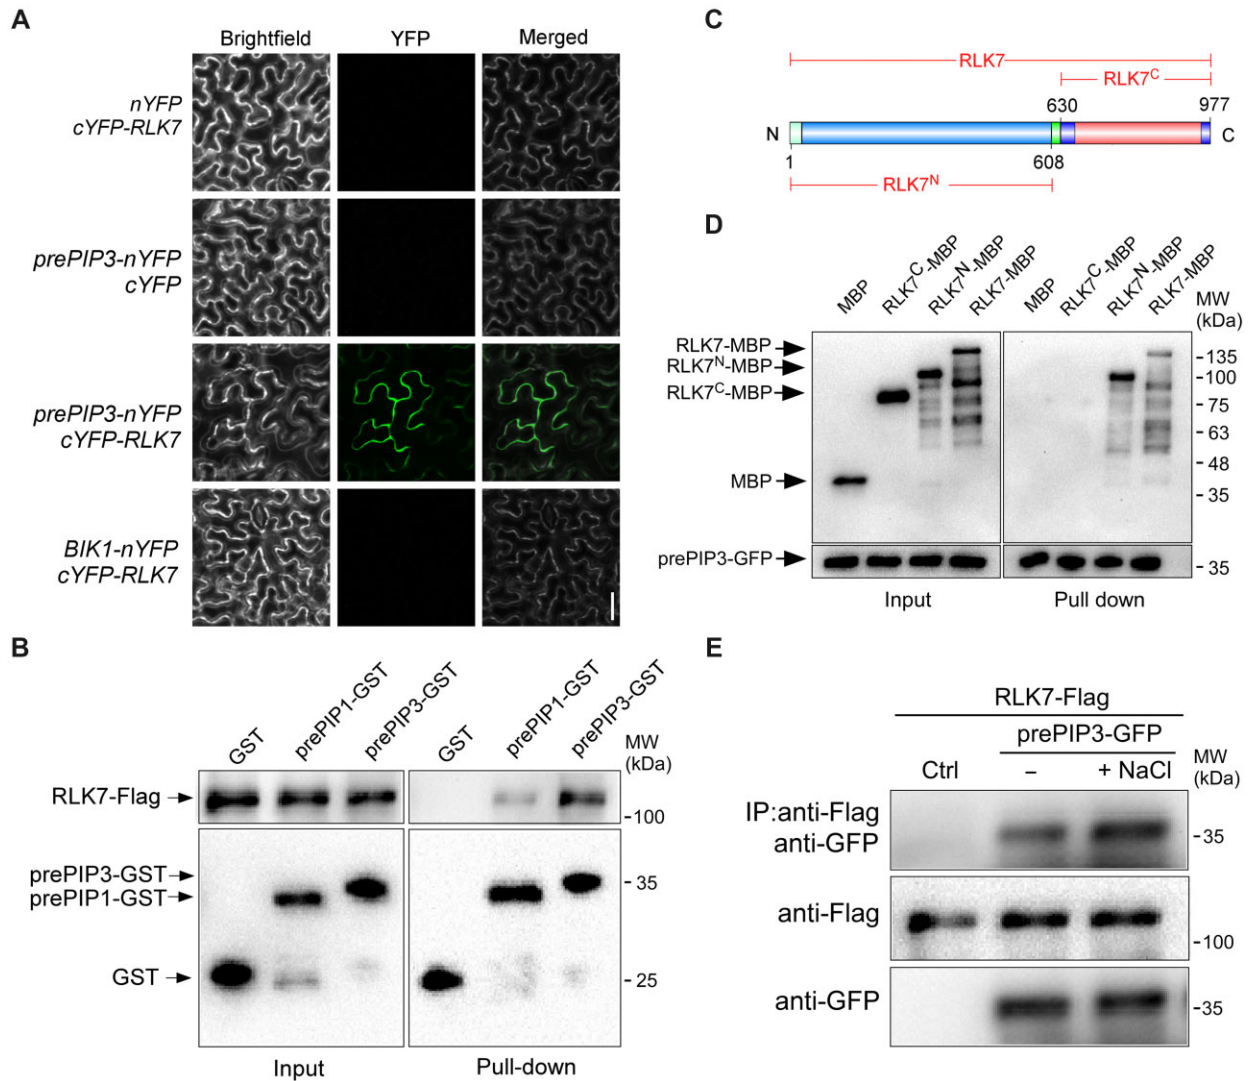 A
Brightfield
YFP
Merged
nYFP
cYFP-RLK7
prePIP3-nYFP
cYFP
prePIP3-nYFP
cYFP-RLK7
BIK1-nYFP
cYFP-RLK7
B
GST
prePIP1-GST
prePIP3-GST
GST
prePIP1-GST
prePIP3-GST
MW
(kDa)
RLK7-Flag
-100
prePIP3-GST
prePIP1-GST
-35
GST
-25
Input
Pull-down
C
RLK7
RLK7C
630
977
N
C
1
608
RLK7N
D
MBP
RLK7C-MBP
RLK7N-MBP
RLK7-MBP
MBP
RLK7C-MBP
RLK7N-MBP
RLK7-MBP
MW
(kDa)
RLK7-MBP
RLK7N-MBP
RLK7C-MBP
MBP
-135
-100
-75
-63
-48
-35
prePIP3-GFP
-35
Input
Pull down
E
RLK7-Flag
prePIP3-GFP
Ctrl
–
+ NaCl
MW
(kDa)
IP:anti-Flag
anti-GFP
-35
anti-Flag
-100
anti-GFP
-35